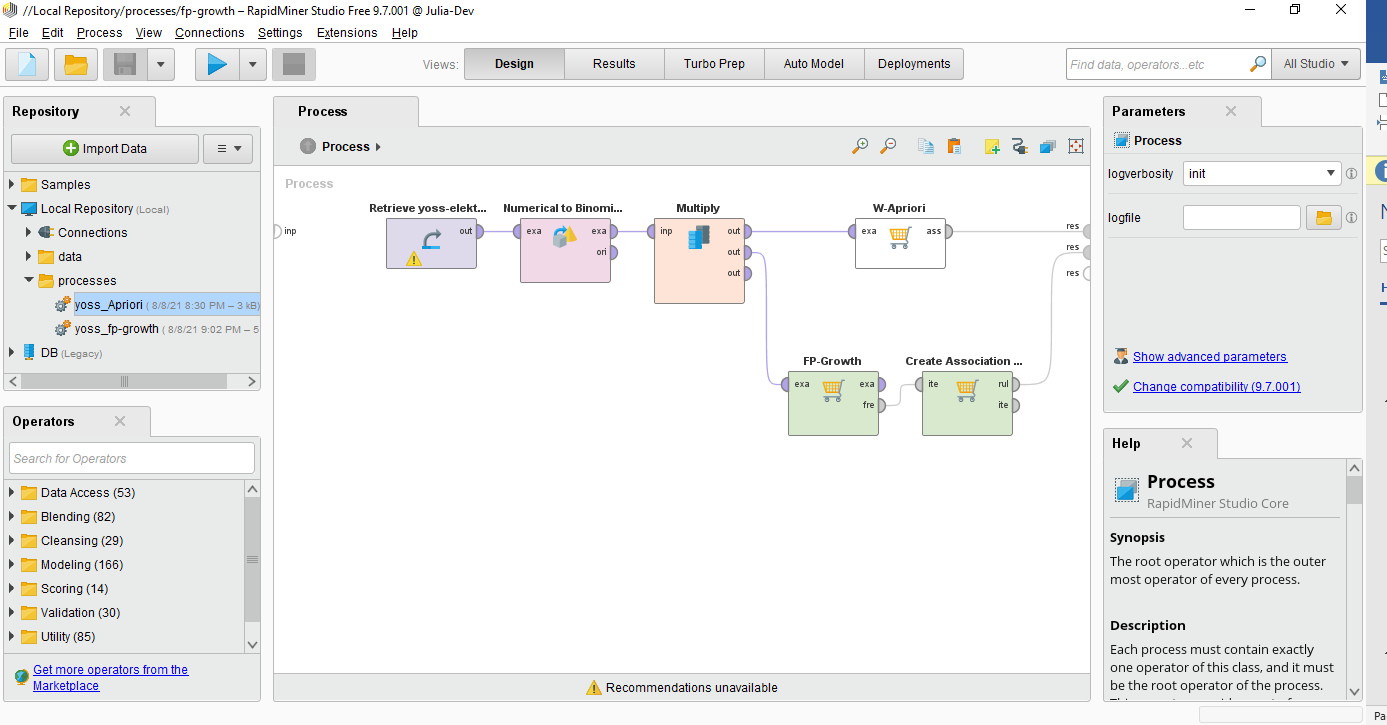 //Local Repository/processes/fp-growth – RapidMiner Studio Free 9.7.001 @ Julia-Dev
File Edit Process View Connections Settings Extensions Help
Views: Design Results Turbo Prep Auto Model Deployments
Find data, operators...etc
All Studio
Repository
Import Data
Samples
Local Repository (Local)
Connections
data
processes
yoss_Apriori ( 8/8/21 8:30 PM – 3 kB)
yoss_fp-growth ( 8/8/21 9:02 PM – 5
DB (Legacy)
Operators
Search for Operators
Data Access (53)
Blending (82)
Cleansing (29)
Modeling (166)
Scoring (14)
Validation (30)
Utility (85)
Get more operators from the
Marketplace
Process
Process
Process
inp
Retrieve yoss-elekt...
out
Numerical to Binomi...
exa exa
ori
Multiply
inp out
out
out
W-Apriori
exa ass
FP-Growth
exa exa
fre
Create Association ...
ite rul
ite
res
res
res
Recommendations unavailable
Parameters
Process
logverbosity init
logfile
Show advanced parameters
Change compatibility (9.7.001)
Help
Process
RapidMiner Studio Core
Synopsis
The root operator which is the outer
most operator of every process.
Description
Each process must contain exactly
one operator of this class, and it must
be the root operator of the process.
Pa